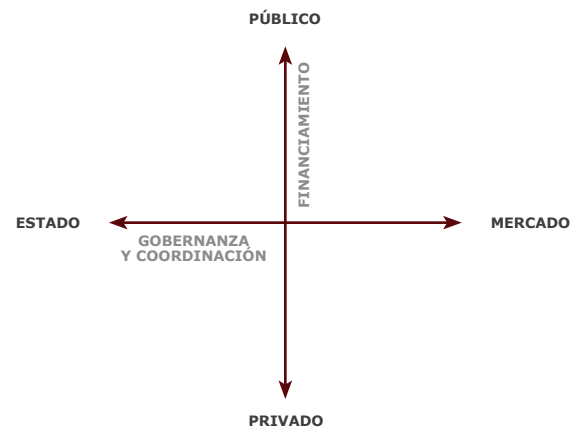 PÚBLICO
FINANCIAMIENTO
ESTADO
MERCADO
GOBERNANZA
Y COORDINACIÓN
PRIVADO